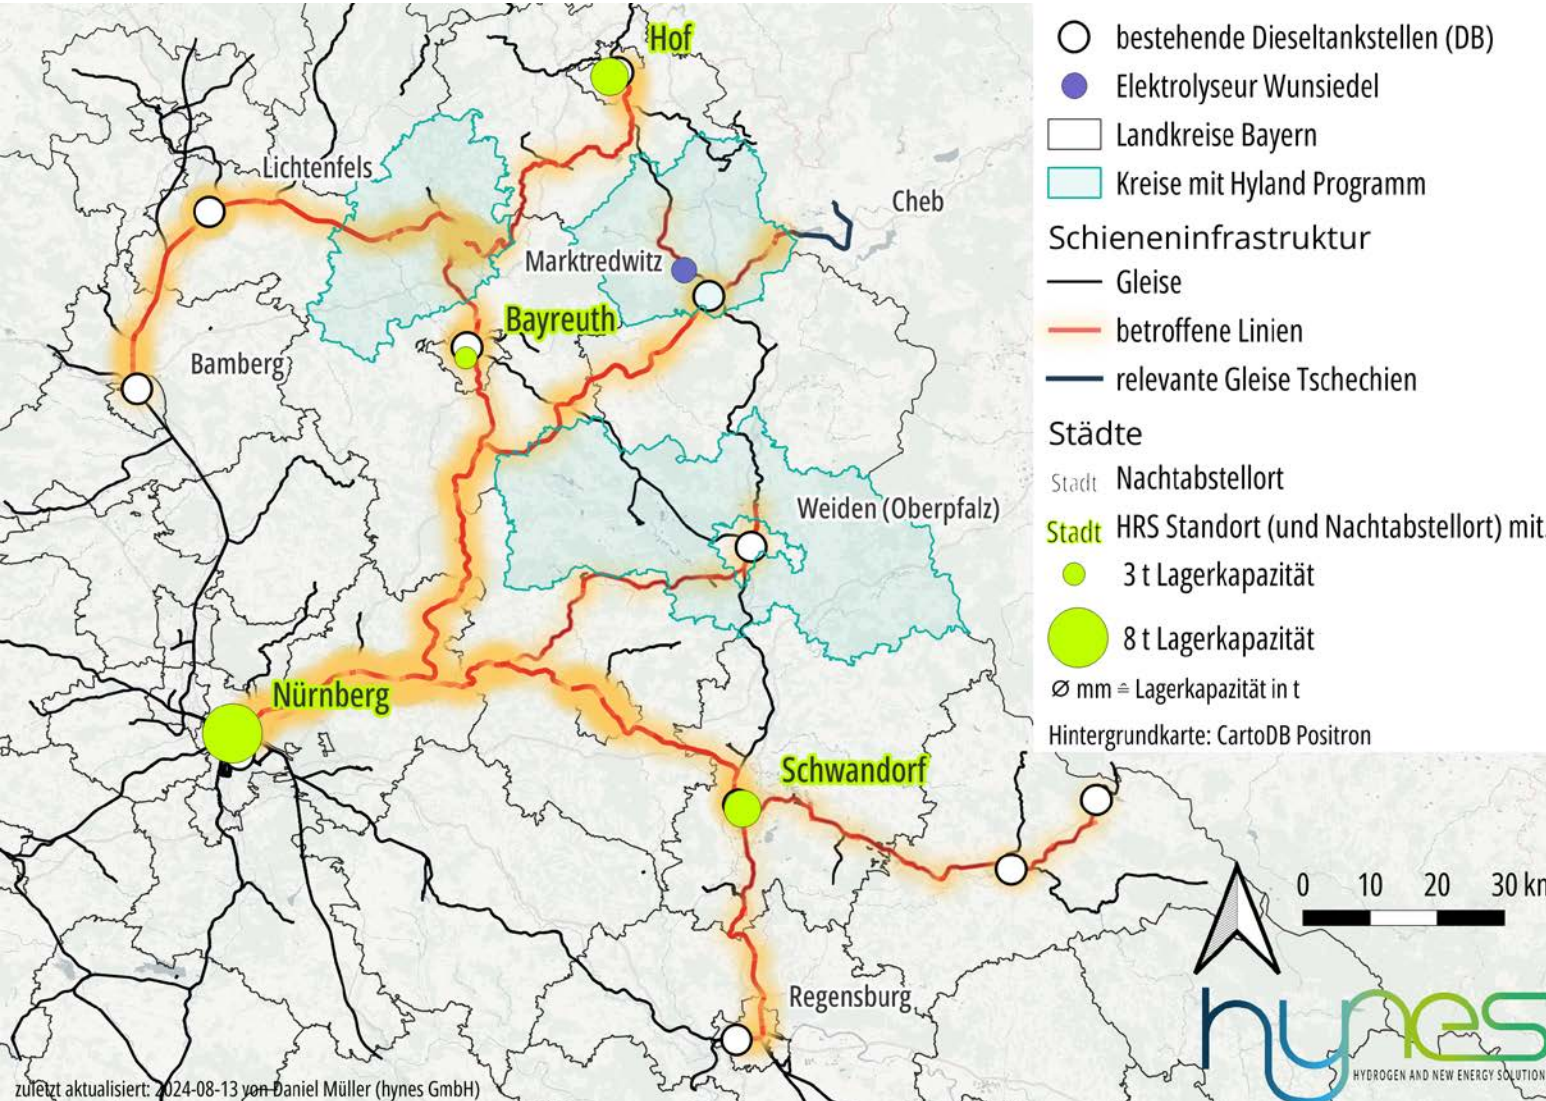 Hof
Lichtenfels
Cheb
Marktredwitz
Bayreuth
Bamberg
Weiden (Oberpfalz)
Nürnberg
Schwandorf
Regensburg
bestehende Dieseltankstellen (DB)
Elektrolyseur Wunsiedel
Landkreise Bayern
Kreise mit Hyland Programm
Schieneninfrastruktur
Gleise
betroffene Linien
relevante Gleise Tschechien
Städte
Stadt Nachtabstellort
Stadt HRS Standort (und Nachtabstellort) mit
3 t Lagerkapazität
8 t Lagerkapazität
∅ mm ≙ Lagerkapazität in t
Hintergrundkarte: CartoDB Positron
0 10 20 30 km
hynes
HYDROGEN AND NEW ENERGY SOLUTION
zuletzt aktualisiert: 2024-08-13 von Daniel Müller (hynes GmbH)